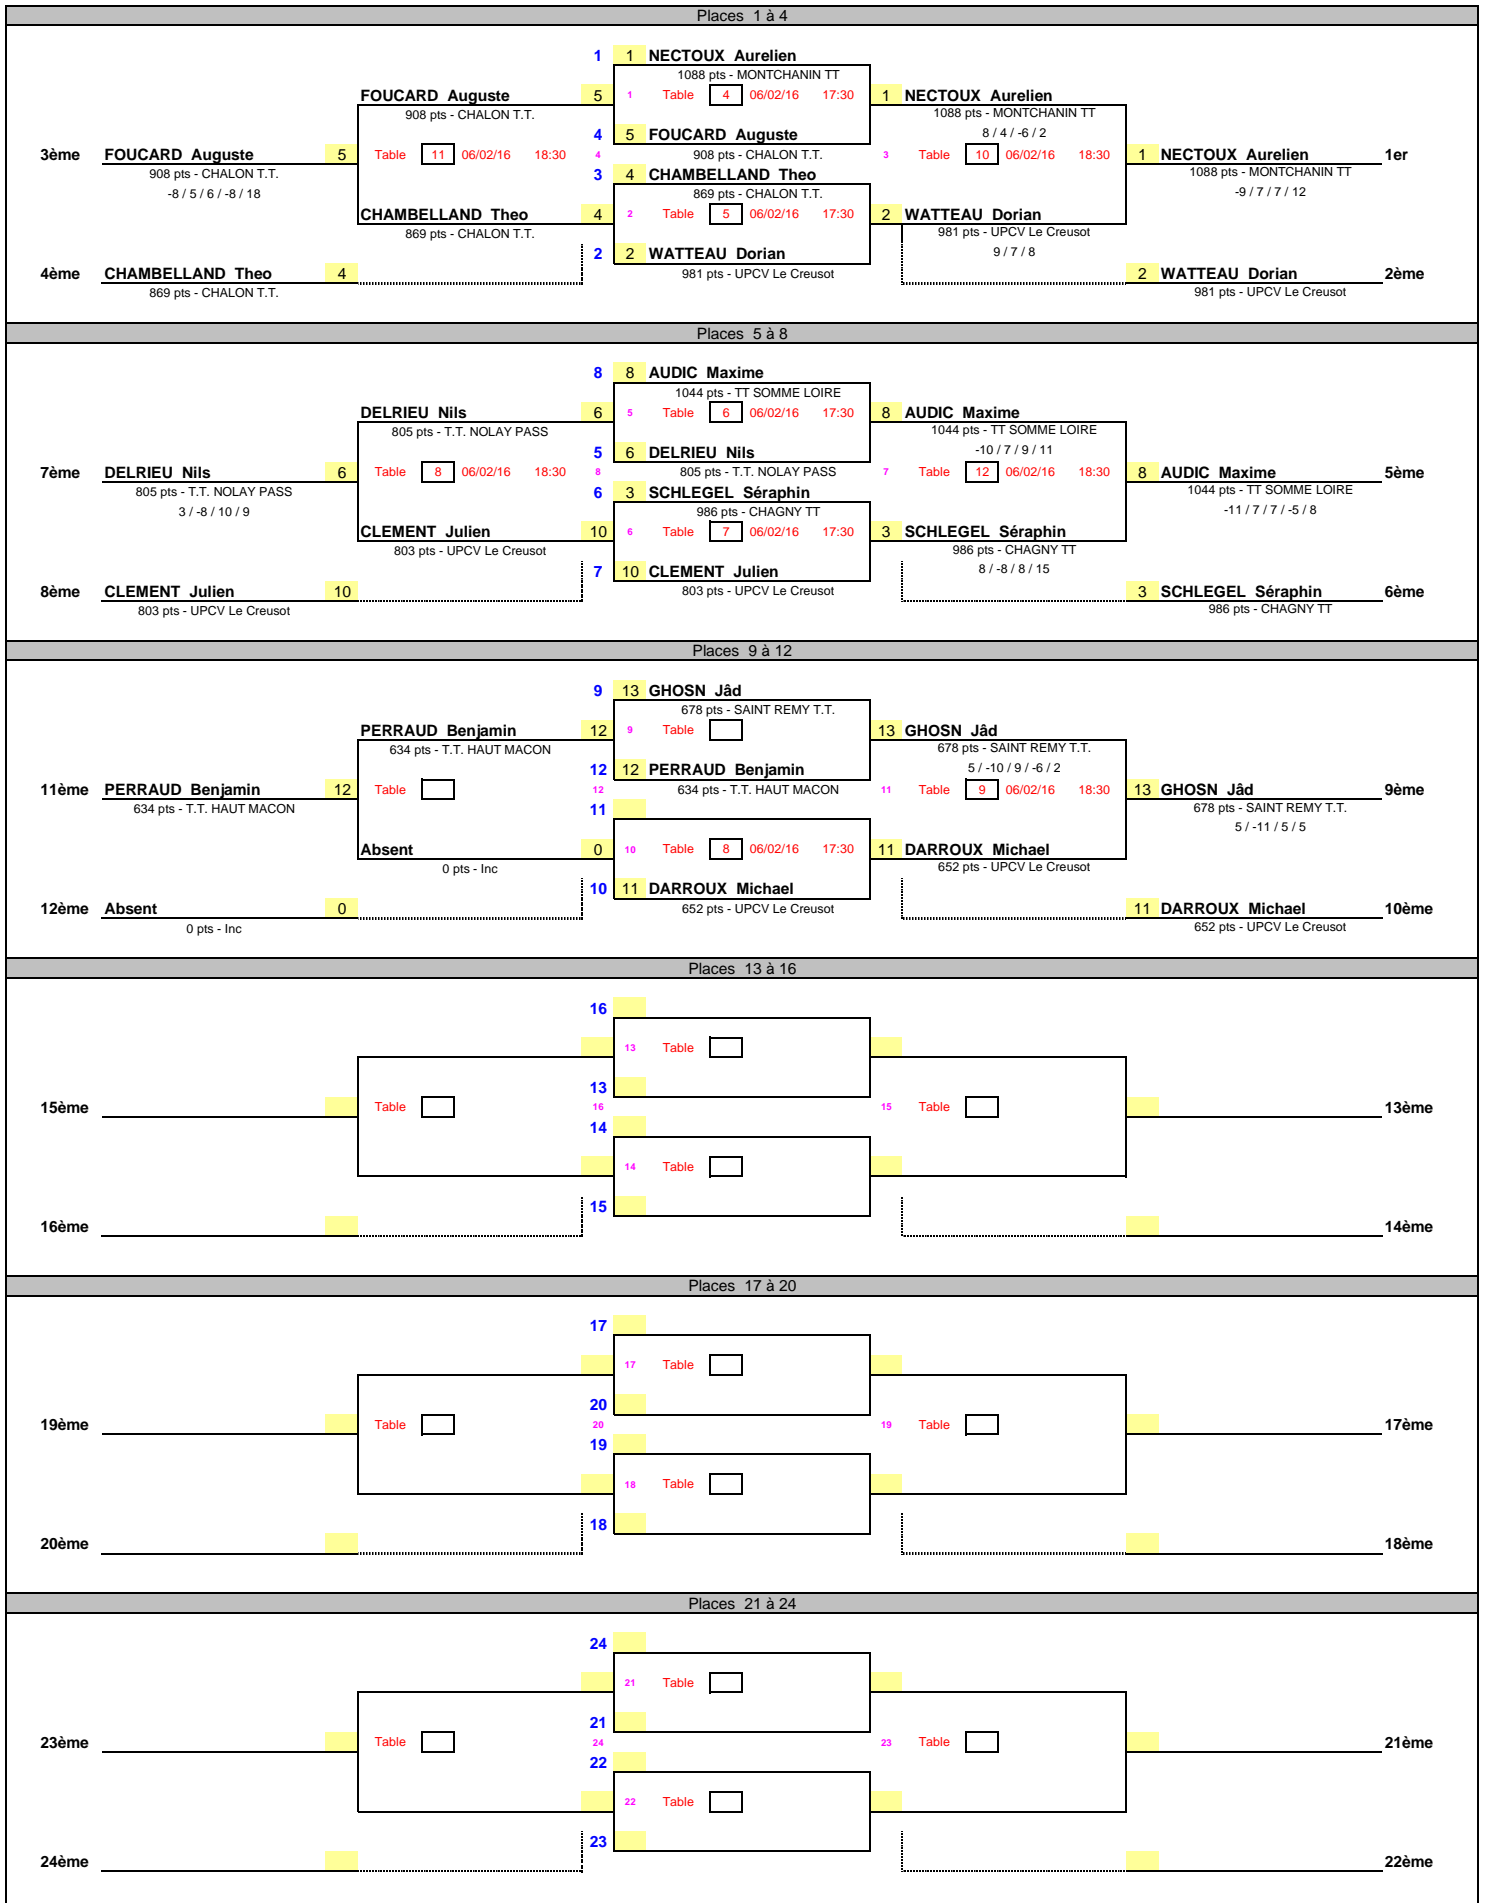 Places 1 à 4
1 1 NECTOUX Aurelien
1088 pts - MONTCHANIN TT
FOUCARD Auguste 5 1 Table 4 06/02/16 17:30 1 NECTOUX Aurelien
908 pts - CHALON T.T. 1088 pts - MONTCHANIN TT
4 5 FOUCARD Auguste 8 / 4 / -6 / 2
3ème FOUCARD Auguste 5 Table 11 06/02/16 18:30 4 908 pts - CHALON T.T. 3 Table 10 06/02/16 18:30 1 NECTOUX Aurelien 1er
908 pts - CHALON T.T. 3 4 CHAMBELLAND Theo 1088 pts - MONTCHANIN TT
-8 / 5 / 6 / -8 / 18 869 pts - CHALON T.T. -9 / 7 / 7 / 12
CHAMBELLAND Theo 4 2 Table 5 06/02/16 17:30 2 WATTEAU Dorian
869 pts - CHALON T.T. 981 pts - UPCV Le Creusot
2 2 WATTEAU Dorian 9 / 7 / 8
4ème CHAMBELLAND Theo 4 981 pts - UPCV Le Creusot 2 WATTEAU Dorian 2ème
869 pts - CHALON T.T. 981 pts - UPCV Le Creusot
Places 5 à 8
8 8 AUDIC Maxime
1044 pts - TT SOMME LOIRE
DELRIEU Nils 6 5 Table 6 06/02/16 17:30 8 AUDIC Maxime
805 pts - T.T. NOLAY PASS 1044 pts - TT SOMME LOIRE
5 6 DELRIEU Nils -10 / 7 / 9 / 11
7ème DELRIEU Nils 6 Table 8 06/02/16 18:30 8 805 pts - T.T. NOLAY PASS 7 Table 12 06/02/16 18:30 8 AUDIC Maxime 5ème
805 pts - T.T. NOLAY PASS 6 3 SCHLEGEL Séraphin 1044 pts - TT SOMME LOIRE
3 / -8 / 10 / 9 986 pts - CHAGNY TT -11 / 7 / 7 / -5 / 8
CLEMENT Julien 10 6 Table 7 06/02/16 17:30 3 SCHLEGEL Séraphin
803 pts - UPCV Le Creusot 986 pts - CHAGNY TT
7 10 CLEMENT Julien 8 / -8 / 8 / 15
8ème CLEMENT Julien 10 803 pts - UPCV Le Creusot 3 SCHLEGEL Séraphin 6ème
803 pts - UPCV Le Creusot 986 pts - CHAGNY TT
Places 9 à 12
9 13 GHOSN Jâd
678 pts - SAINT REMY T.T.
PERRAUD Benjamin 12 9 Table 13 GHOSN Jâd
634 pts - T.T. HAUT MACON 678 pts - SAINT REMY T.T.
12 12 PERRAUD Benjamin 5 / -10 / 9 / -6 / 2
11ème PERRAUD Benjamin 12 Table 12 634 pts - T.T. HAUT MACON 11 Table 9 06/02/16 18:30 13 GHOSN Jâd 9ème
634 pts - T.T. HAUT MACON 11 678 pts - SAINT REMY T.T.
5 / -11 / 5 / 5
Absent 0 10 Table 8 06/02/16 17:30 11 DARROUX Michael
0 pts - Inc 652 pts - UPCV Le Creusot
10 11 DARROUX Michael
12ème Absent 0 652 pts - UPCV Le Creusot 11 DARROUX Michael 10ème
0 pts - Inc 652 pts - UPCV Le Creusot
Places 13 à 16
16
13 Table
13
15ème Table 16 15 Table 13ème
14
14 Table
15
16ème 14ème
Places 17 à 20
17
17 Table
20
19ème Table 20 19 Table 17ème
19
18 Table
18
20ème 18ème
Places 21 à 24
24
21 Table
21
23ème Table 24 23 Table 21ème
22
22 Table
23
24ème 22ème